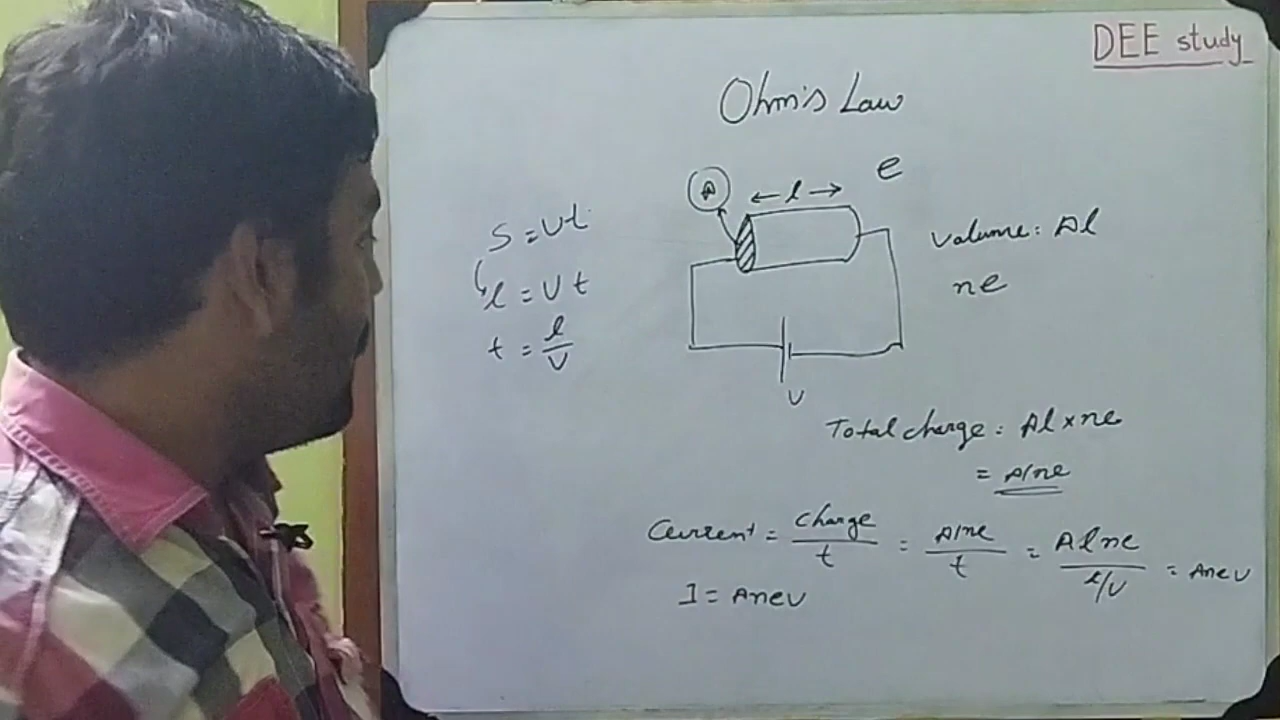 DEE study
Ohm's Law
e
A
← l →
S = vt
l = vt
t = l/v
Volume: Al
ne
v
Total charge: Al×ne
= Alne
Current = Charge/t = Alne/t = Alne/l/v = Anev
I = Anev